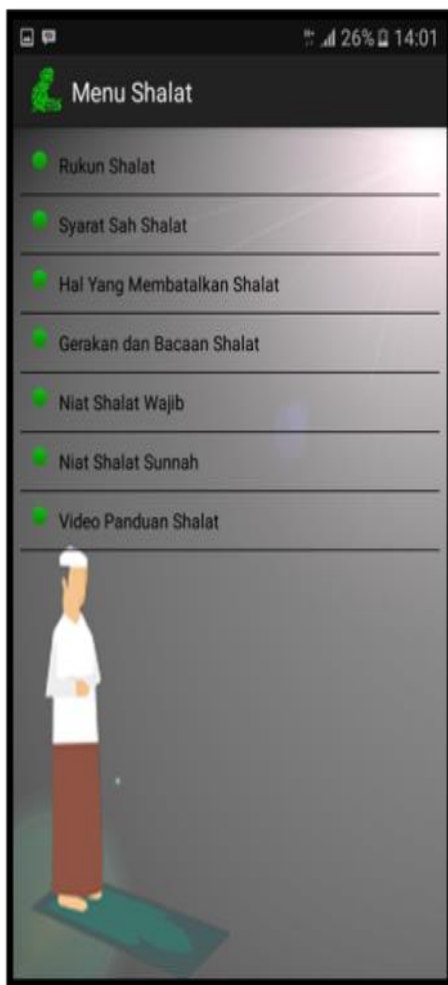 26% 14:01
Menu Shalat
Rukun Shalat
Syarat Sah Shalat
Hal Yang Membatalkan Shalat
Gerakan dan Bacaan Shalat
Niat Shalat Wajib
Niat Shalat Sunnah
Video Panduan Shalat